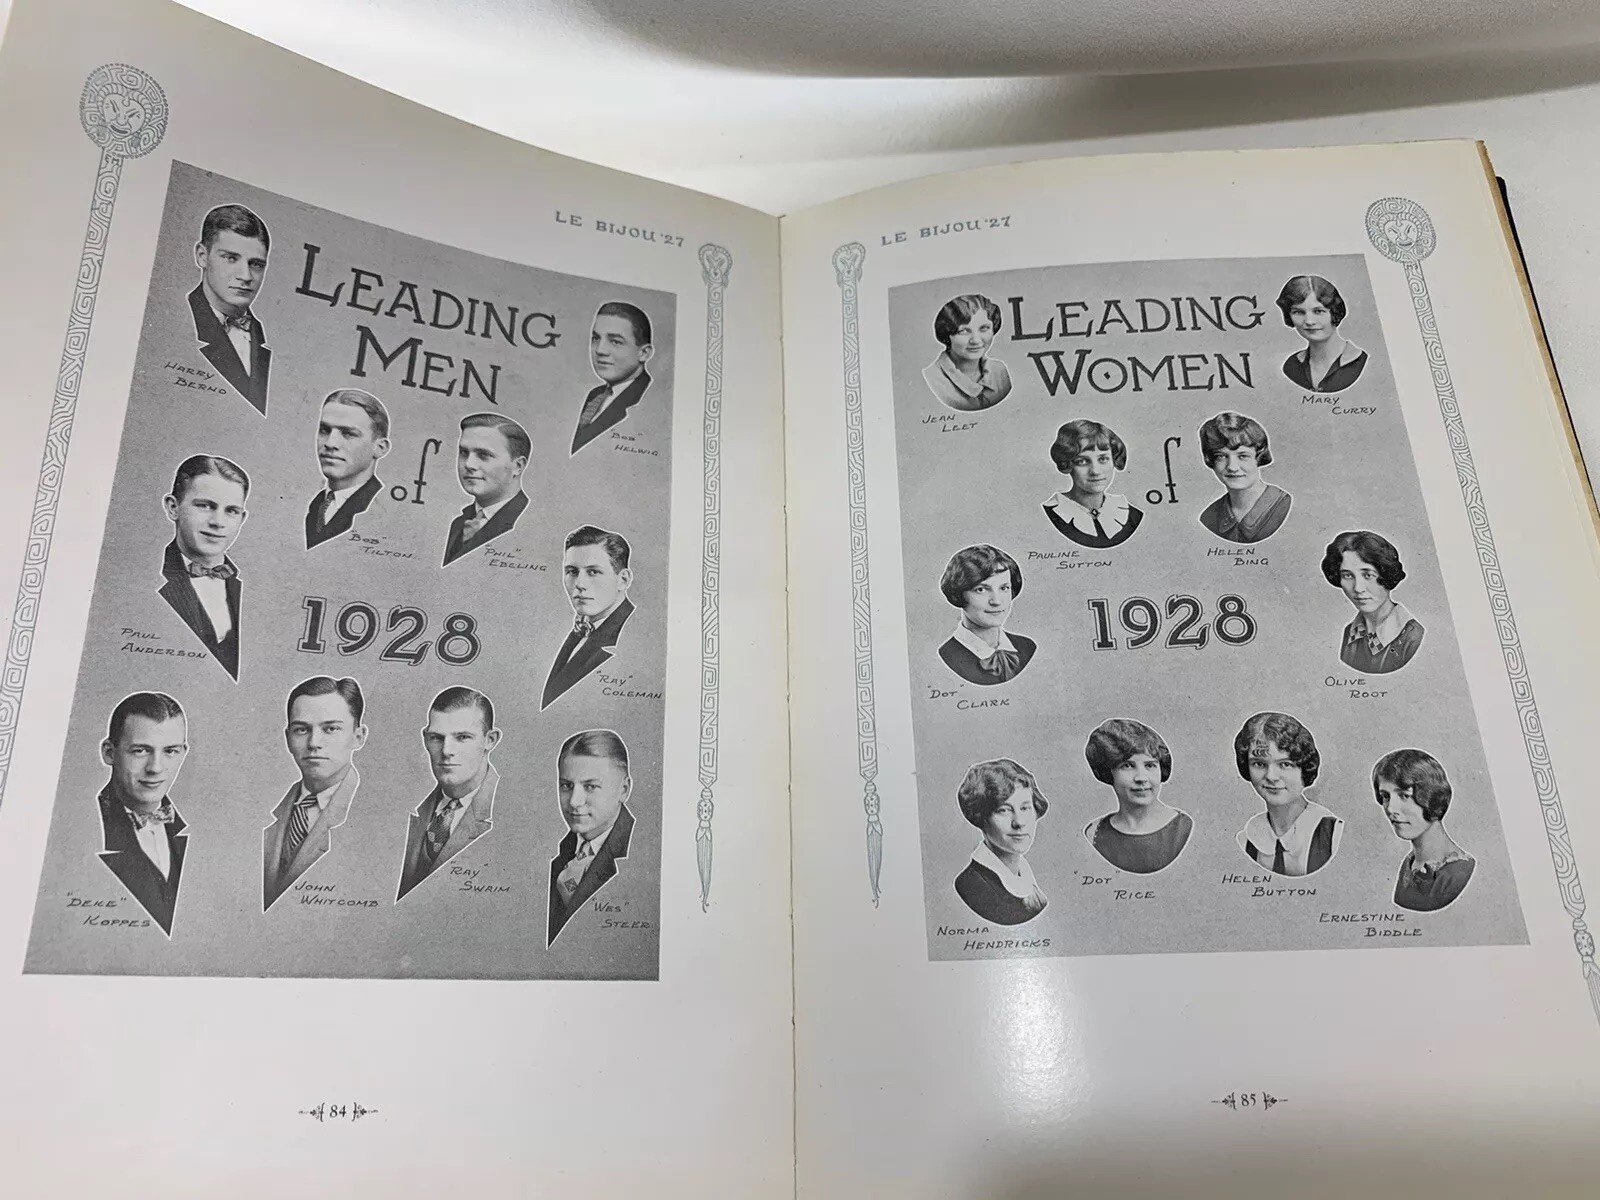 LE BIJOU '27
LEADING
MEN
of
1928
HARRY
BERNO
"BOB"
HELWIG
"BOB"
TILTON
"PHIL"
EBELING
PAUL
ANDERSON
"RAY"
COLEMAN
"DEKE"
KOPPES
JOHN
WHITCOMB
"RAY"
SWAIM
"WES"
STEER
84
LE BIJOU '27
LEADING
WOMEN
of
1928
JEAN
LEET
MARY
CURRY
PAULINE
SUTTON
HELEN
BING
"DOT"
CLARK
OLIVE
ROOT
NORMA
HENDRICKS
"DOT"
RICE
HELEN
BUTTON
ERNESTINE
BIDDLE
85